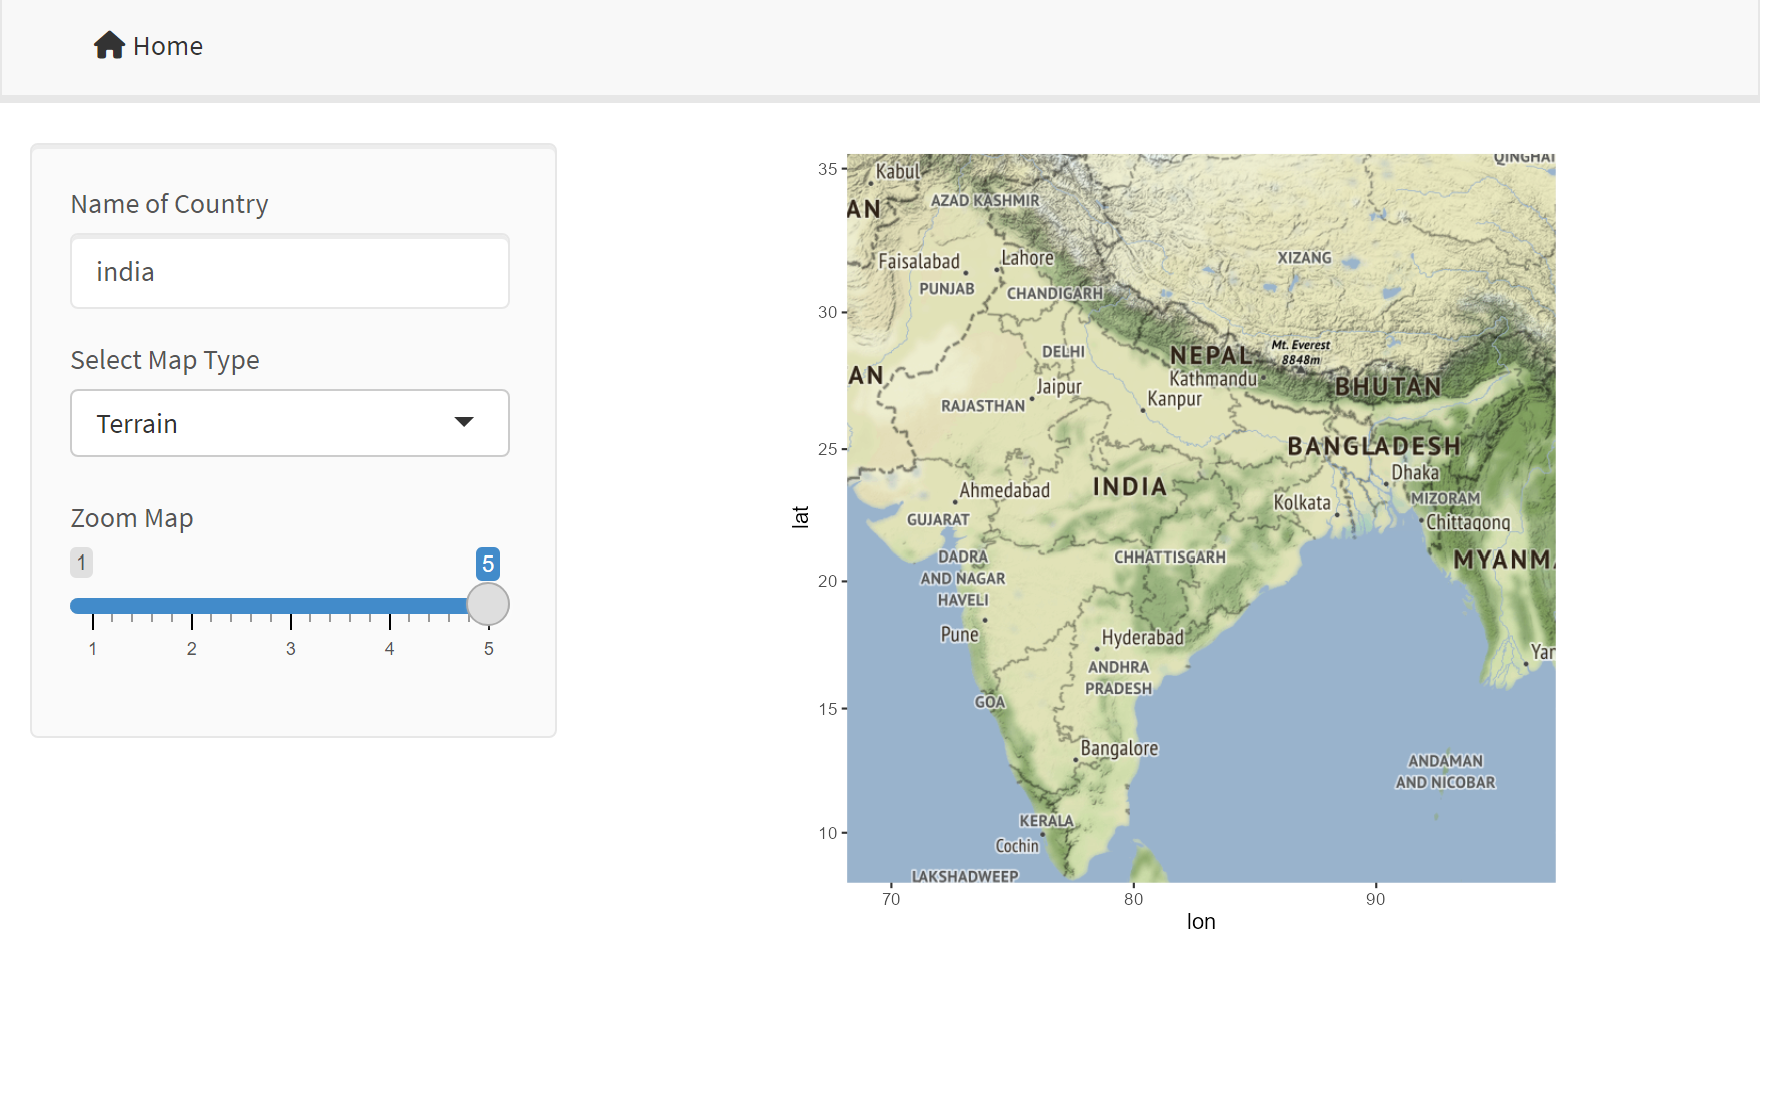 Home
Name of Country
india
Select Map Type
Terrain
Zoom Map
1
5
1 2 3 4 5
35
30
25
20
15
10
lat
QINGHAI
Kabul
AN
AZAD KASHMIR
Faisalabad
Lahore
XIZANG
PUNJAB
CHANDIGARH
DELHI
NEPAL
Mt. Everest
8848m
AN
Kathmandu
BHUTAN
Jaipur
RAJASTHAN
Kanpur
BANGLADESH
Dhaka
Ahmedabad
INDIA
Kolkata
MIZORAM
GUJARAT
Chittagong
DADRA
AND NAGAR
HAVELI
CHHATTISGARH
MYANM
Pune
Hyderabad
Yan
ANDHRA
PRADESH
GOA
Bangalore
ANDAMAN
AND NICOBAR
KERALA
Cochin
LAKSHADWEEP
70 80 90
lon